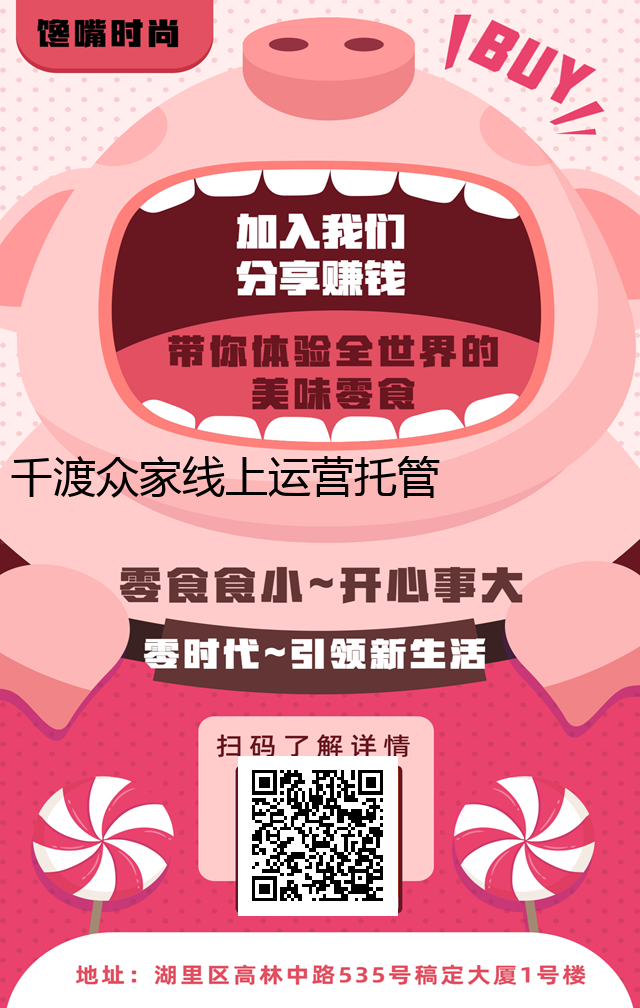 馋嘴时尚
BUY
加入我们
分享赚钱
带你体验全世界的
美味零食
千渡众家线上运营托管
零食食小~开心事大
零时代~引领新生活
扫码了解详情
地址：湖里区高林中路535号稿定大厦1号楼